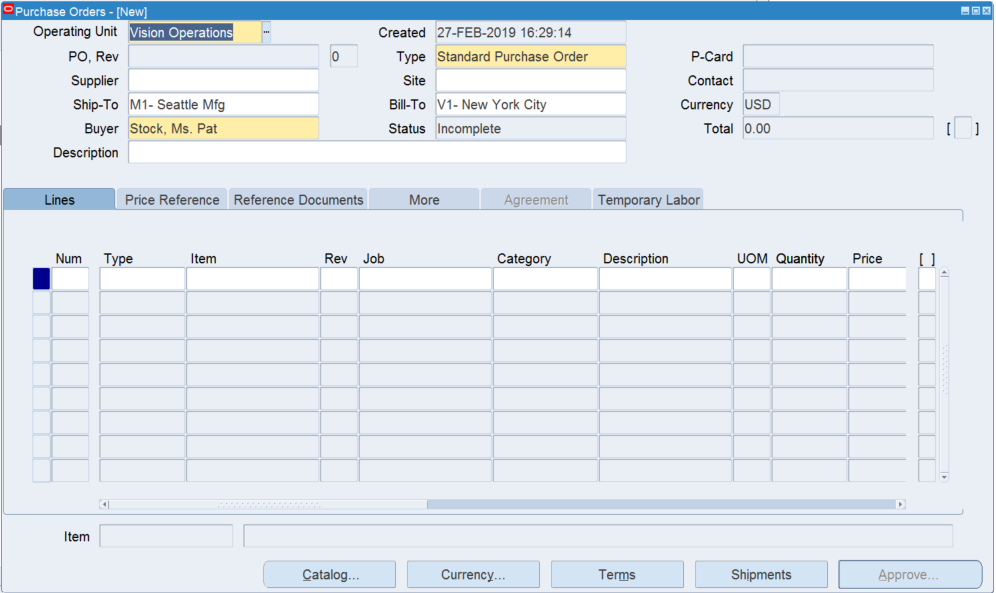 Purchase Orders - [New]
Operating Unit Vision Operations ... Created 27-FEB-2019 16:29:14
PO, Rev 0 Type Standard Purchase Order P-Card
Supplier Site Contact
Ship-To M1- Seattle Mfg Bill-To V1- New York City Currency USD
Buyer Stock, Ms. Pat Status Incomplete Total 0.00 [ ]
Description
Lines Price Reference Reference Documents More Agreement Temporary Labor
Num Type Item Rev Job Category Description UOM Quantity Price [ ]
Item
Catalog... Currency... Terms Shipments Approve...